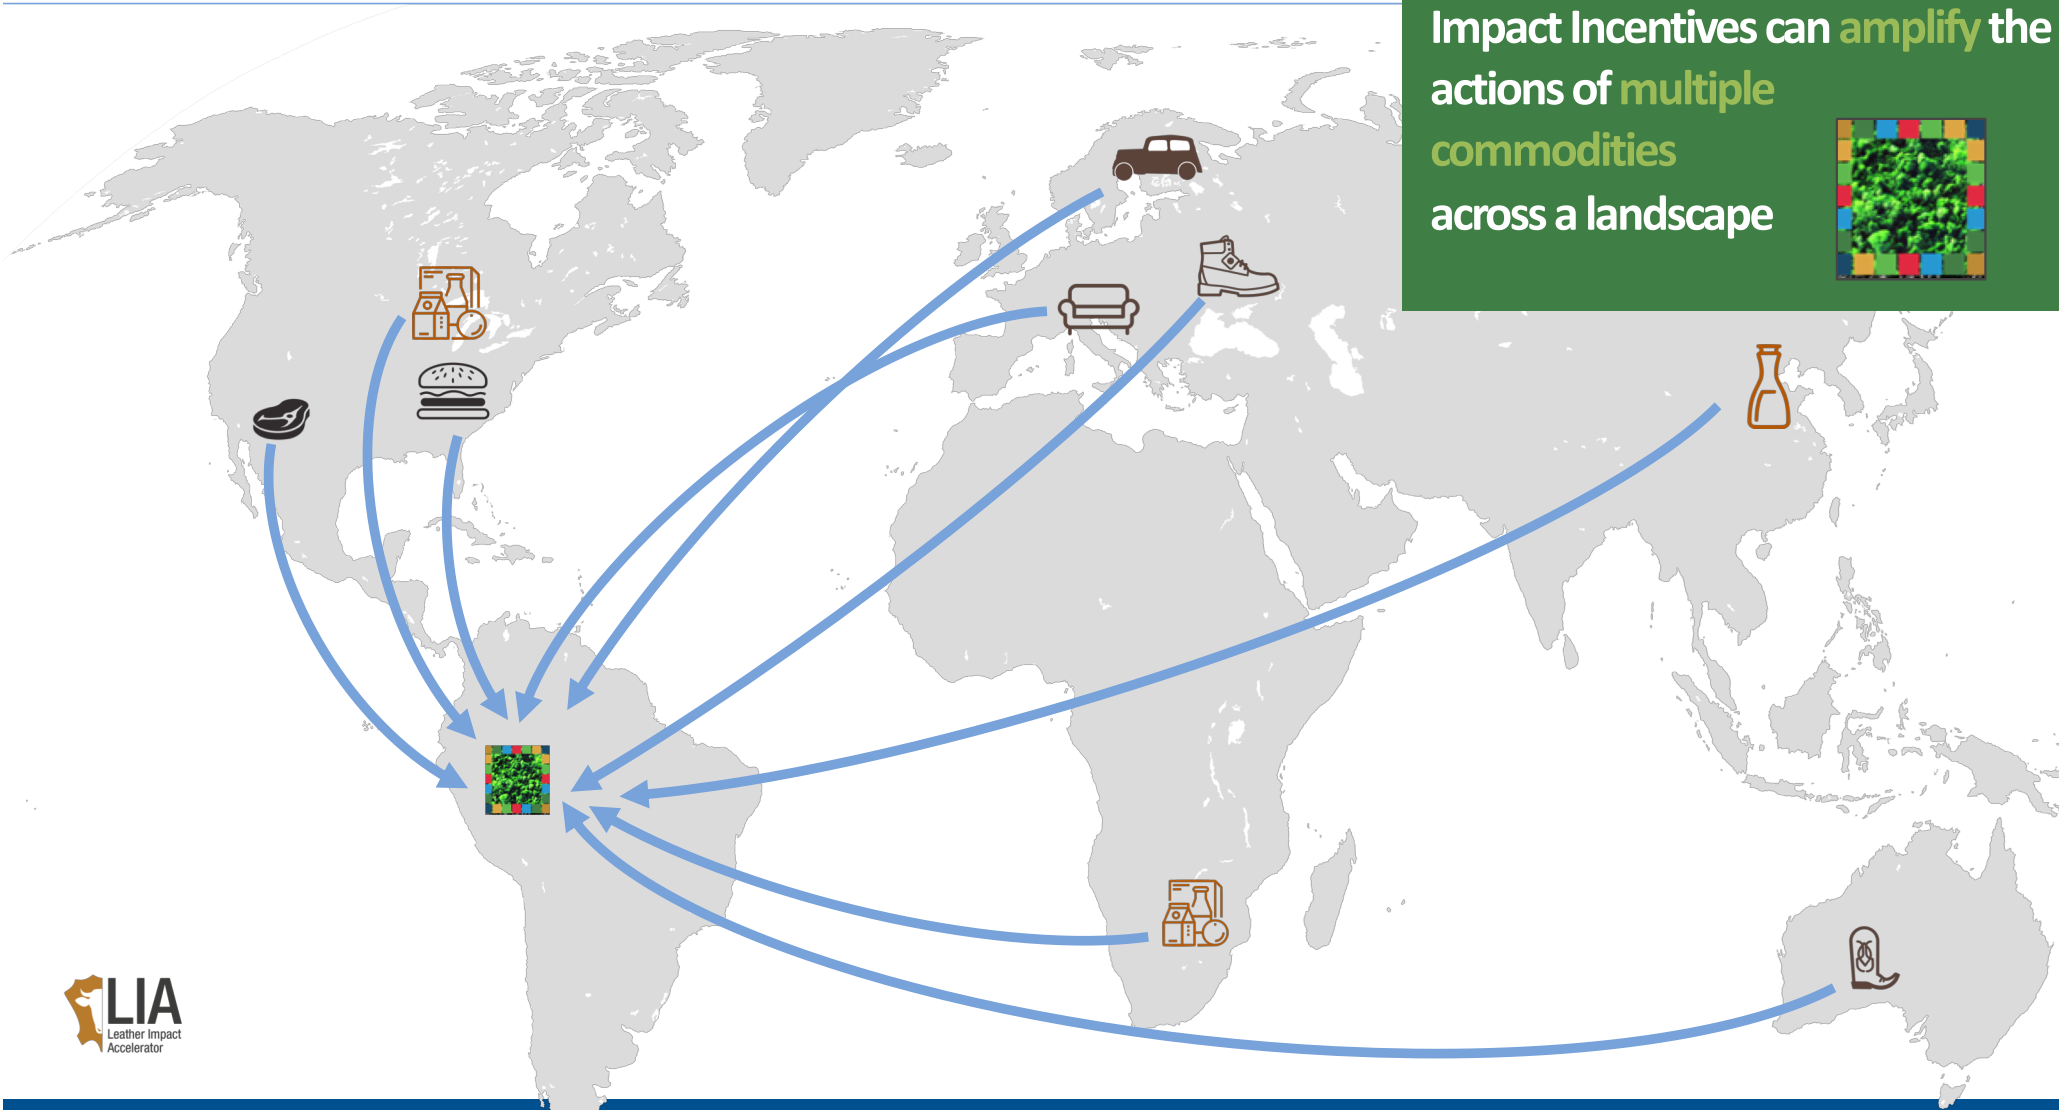 Impact Incentives can amplify the
actions of multiple
commodities
across a landscape
LIA
Leather Impact
Accelerator